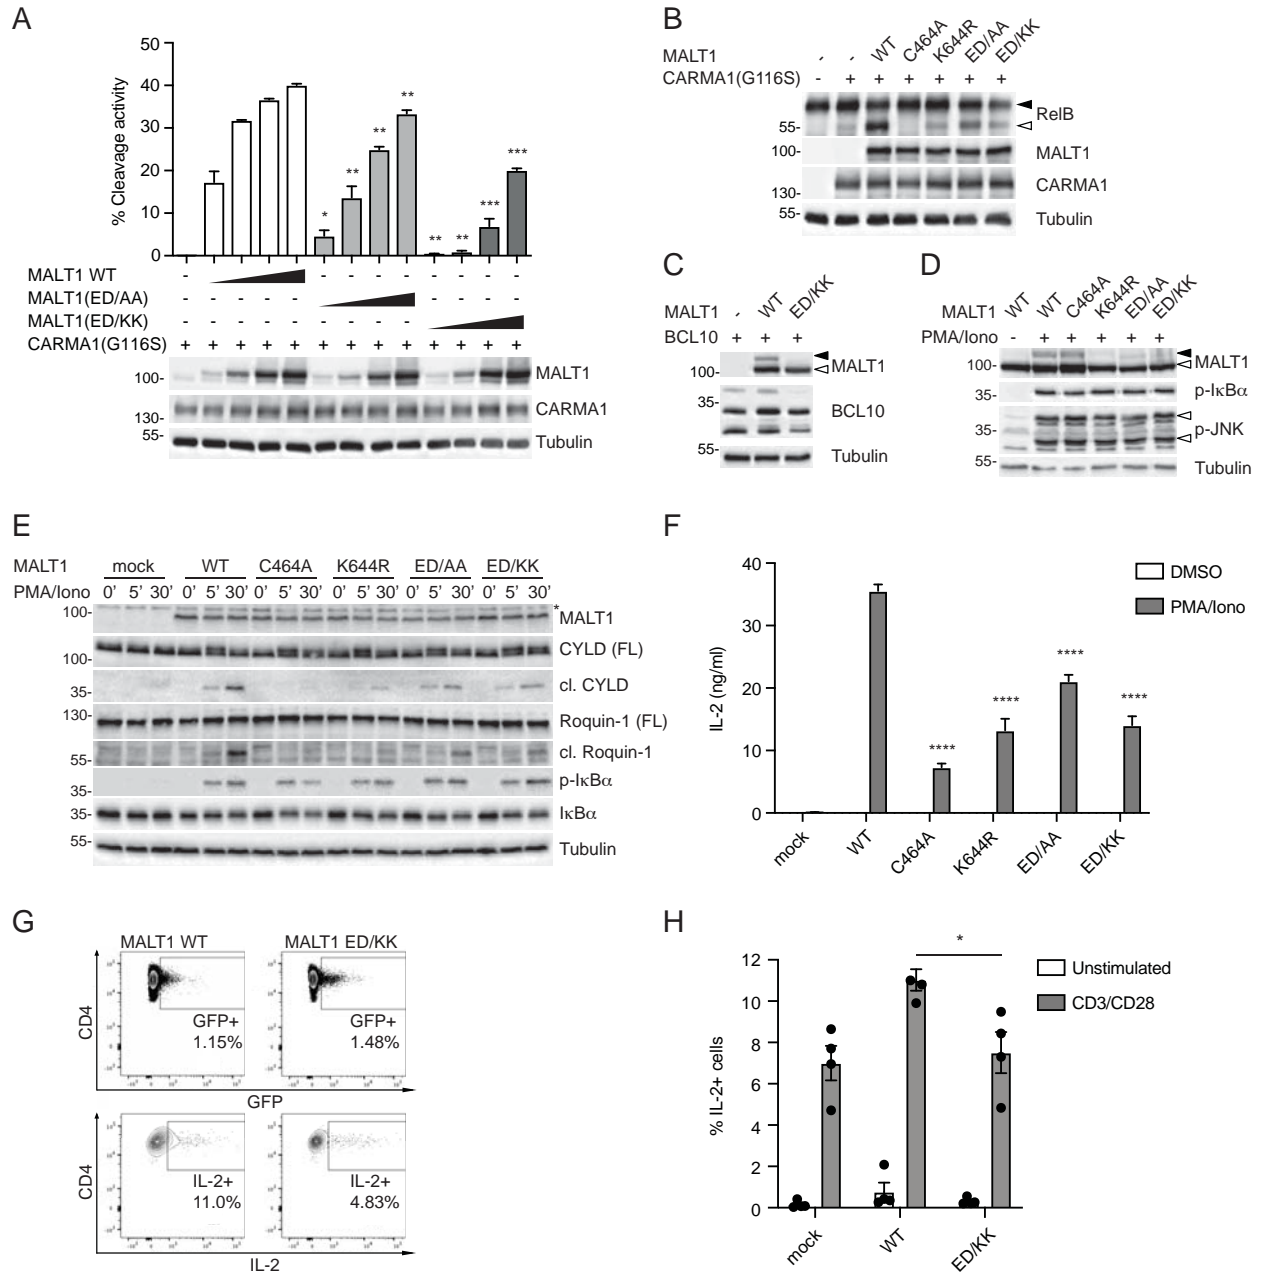 A
50
40
30
20
10
0
% Cleavage activity
* ** ** ** ** ** *** ***
MALT1 WT - - - - - - - - -
MALT1(ED/AA) - - - - - - - - -
MALT1(ED/KK) - - - - - - - - -
CARMA1(G116S) + + + + + + + + + + + + +
100- MALT1
130- CARMA1
55- Tubulin
B
MALT1 - - WT C464A K644R ED/AA ED/KK
CARMA1(G116S) - + + + + + +
RelB
55-
100- MALT1
130- CARMA1
55- Tubulin
C
MALT1 - WT ED/KK
BCL10 + + +
100- MALT1
35- BCL10
55- Tubulin
D
MALT1 WT WT C464A K644R ED/AA ED/KK
PMA/Iono - + + + + +
100- MALT1
35- p-IκBα
35- p-JNK
55- Tubulin
E
MALT1 mock WT C464A K644R ED/AA ED/KK
PMA/Iono 0’ 5’ 30’ 0’ 5’ 30’ 0’ 5’ 30’ 0’ 5’ 30’ 0’ 5’ 30’ 0’ 5’ 30’
100- * MALT1
100- CYLD (FL)
35- cl. CYLD
130- Roquin-1 (FL)
55- cl. Roquin-1
35- p-IκBα
35- IκBα
55- Tubulin
F
40
30
20
10
0
IL-2 (ng/ml)
DMSO
PMA/Iono
**** **** **** ****
mock WT C464A K644R ED/AA ED/KK
G
MALT1 WT MALT1 ED/KK
CD4
GFP+ GFP+
1.15% 1.48%
GFP
CD4
IL-2+ IL-2+
11.0% 4.83%
IL-2
H
12
10
8
6
4
2
0
% IL-2+ cells
*
Unstimulated
CD3/CD28
mock WT ED/KK